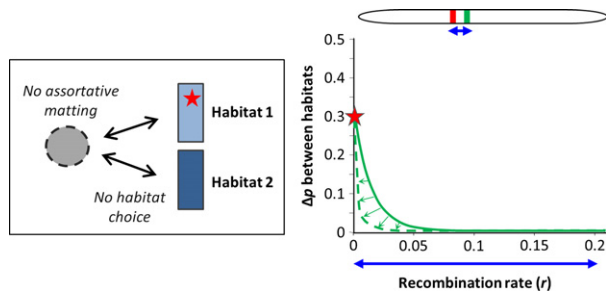 No assortative
matting
Habitat 1
Habitat 2
No habitat
choice
Δp between habitats
0.5
0.4
0.3
0.2
0.1
0
0
0.05
0.1
0.15
0.2
Recombination rate (r)